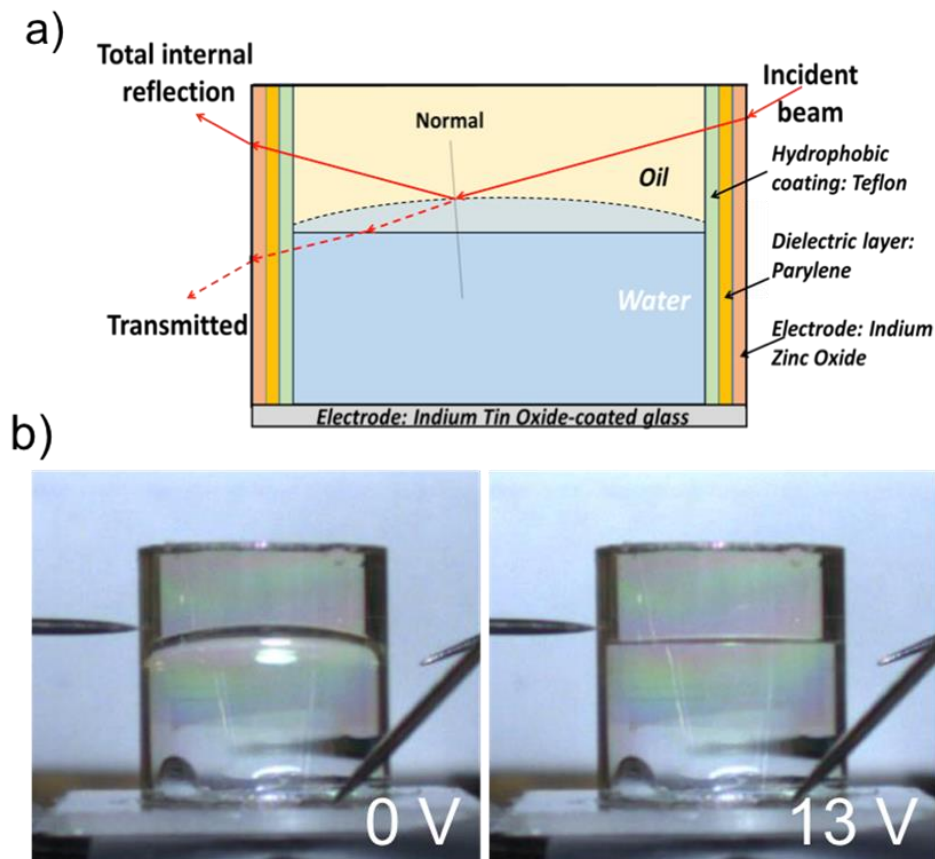 a)
Total internal
reflection
Normal
Incident
beam
Oil
Hydrophobic
coating: Teflon
Dielectric layer:
Parylene
Water
Transmitted
Electrode: Indium
Zinc Oxide
Electrode: Indium Tin Oxide-coated glass
b)
0 V
13 V